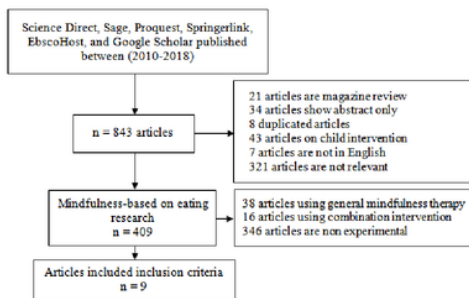 Science Direct, Sage, Proquest, Springerlink,
EbscoHost, and Google Scholar published
between (2010-2018)
n = 843 articles
21 articles are magazine review
34 articles show abstract only
8 duplicated articles
43 articles on child intervention
7 articles are not in English
321 articles are not relevant
Mindfulness-based on eating
research
n = 409
38 articles using general mindfulness therapy
16 articles using combination intervention
346 articles are non experimental
Articles included inclusion criteria
n = 9